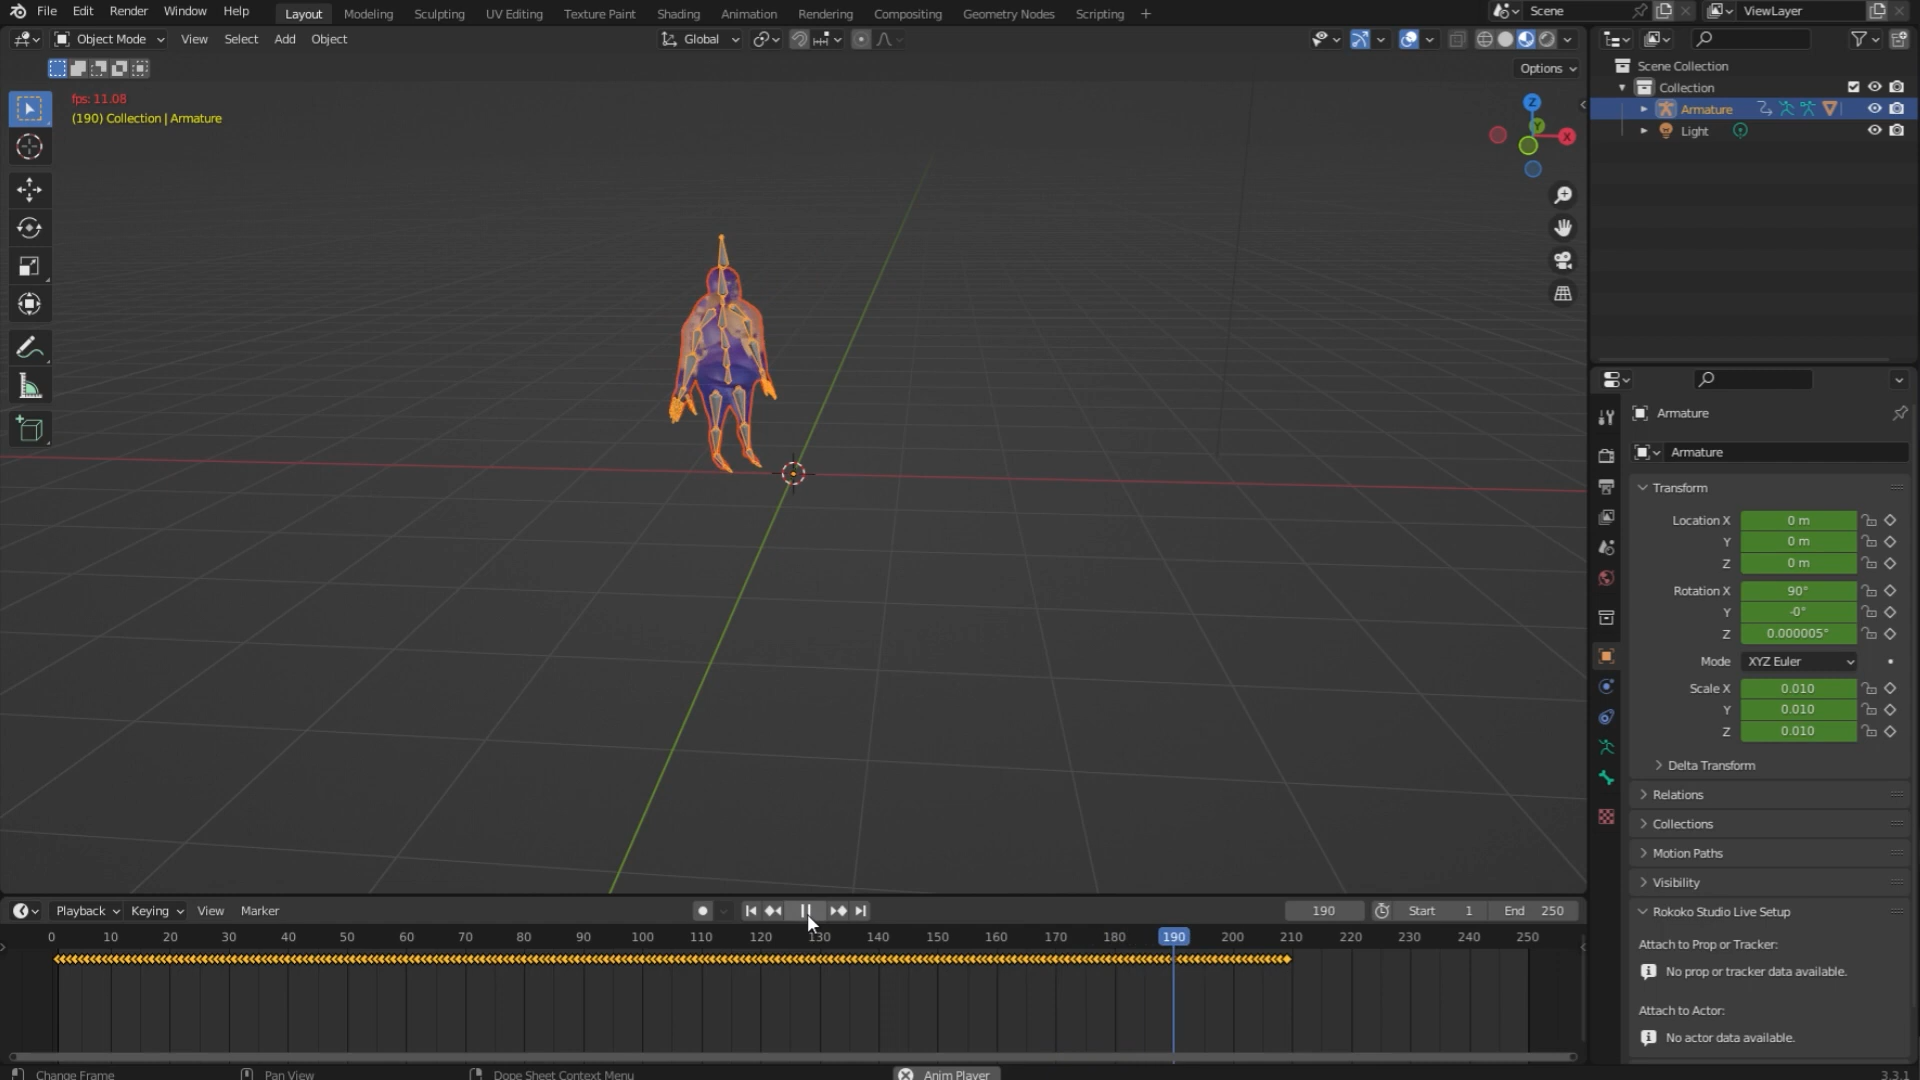 File Edit Render Window Help Layout Modeling Sculpting UV Editing Texture Paint Shading Animation Rendering Compositing Geometry Nodes Scripting + Scene ViewLayer
Object Mode View Select Add Object Global
Options
fps: 11.08
(190) Collection | Armature
Z
Y
X
Scene Collection
Collection
Armature
Light
Armature
Armature
Transform
Location X 0 m
Y 0 m
Z 0 m
Rotation X 90°
Y -0°
Z 0.000005°
Mode XYZ Euler
Scale X 0.010
Y 0.010
Z 0.010
Delta Transform
Relations
Collections
Motion Paths
Visibility
Rokoko Studio Live Setup
Attach to Prop or Tracker:
No prop or tracker data available.
Attach to Actor:
No actor data available.
Playback Keying View Marker 190 Start 1 End 250
0 10 20 30 40 50 60 70 80 90 100 110 120 130 140 150 160 170 180 190 200 210 220 230 240 250
Change Frame Pan View Dope Sheet Context Menu Anim Player 3.3.1